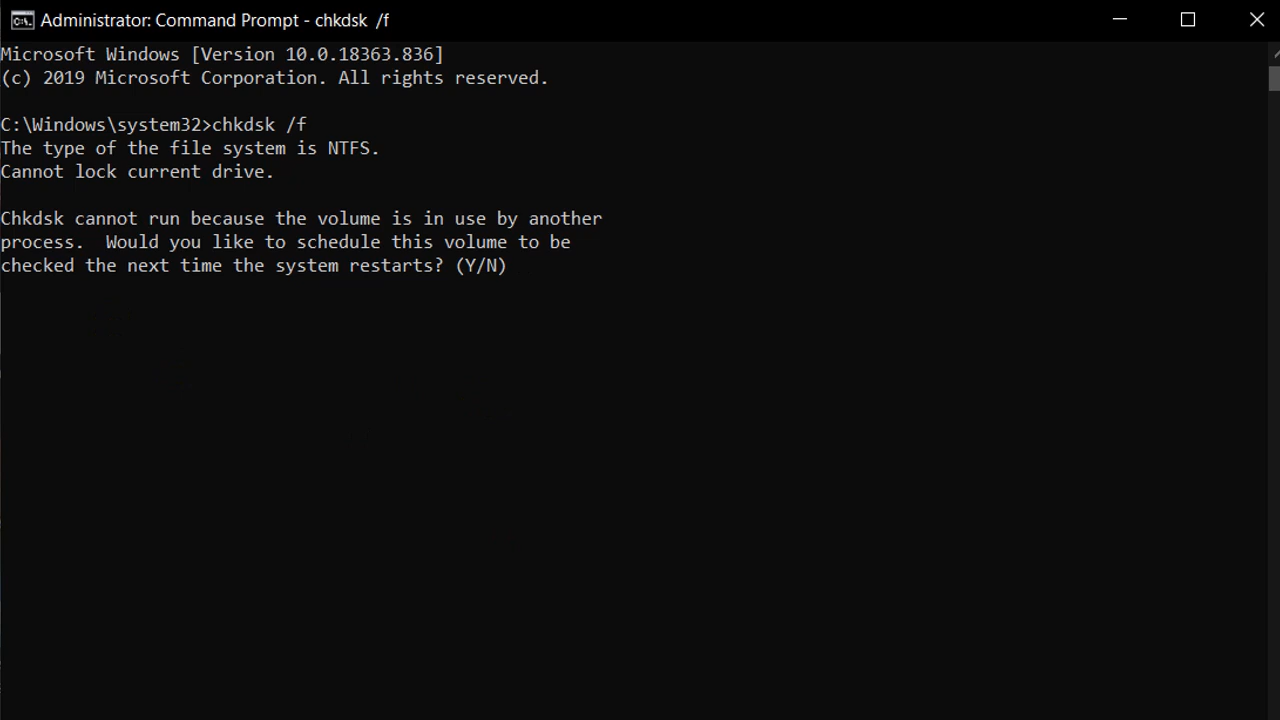 Administrator: Command Prompt - chkdsk  /f
Microsoft Windows [Version 10.0.18363.836]
(c) 2019 Microsoft Corporation. All rights reserved.
C:\Windows\system32>chkdsk /f
The type of the file system is NTFS.
Cannot lock current drive.
Chkdsk cannot run because the volume is in use by another
process.  Would you like to schedule this volume to be
checked the next time the system restarts? (Y/N)